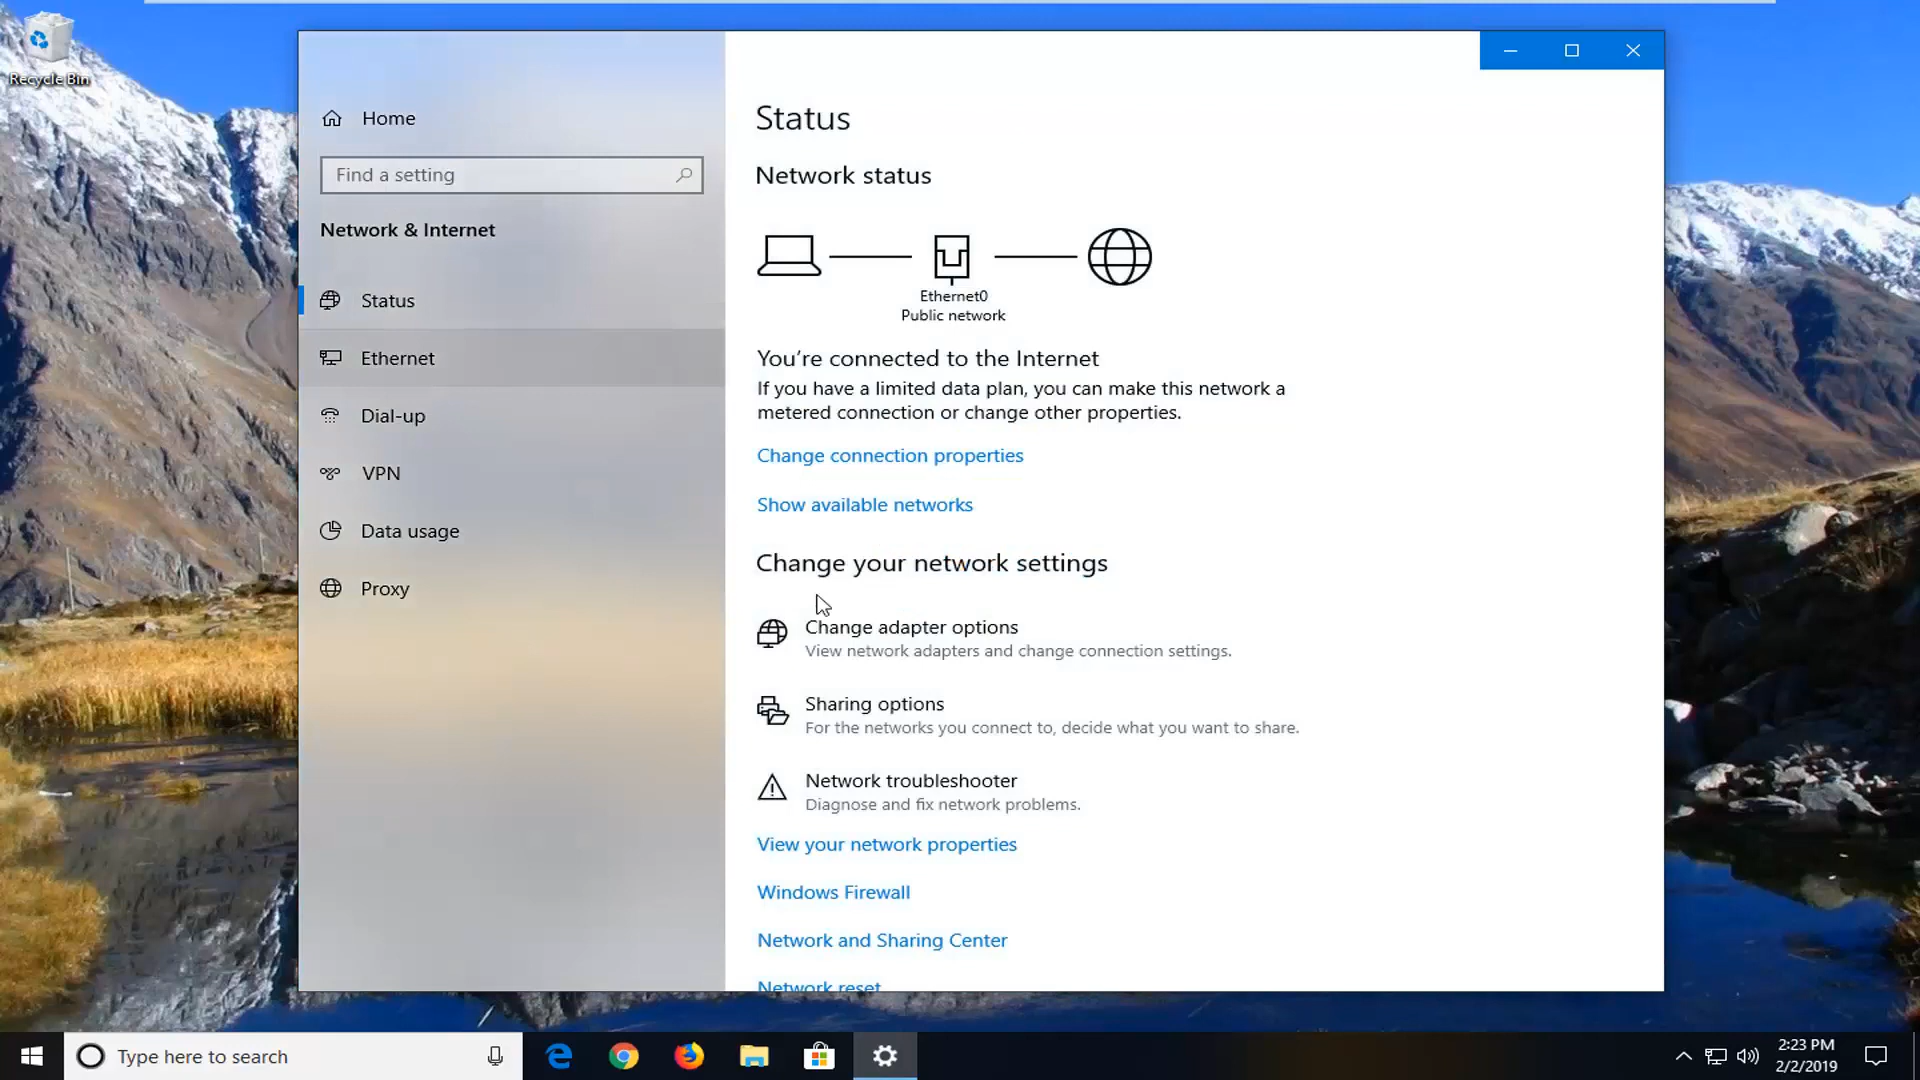 Recycle Bin
Home
Find a setting
Network & Internet
Status
Ethernet
Dial-up
VPN
Data usage
Proxy
Status
Network status
Ethernet0
Public network
You're connected to the Internet
If you have a limited data plan, you can make this network a
metered connection or change other properties.
Change connection properties
Show available networks
Change your network settings
Change adapter options
View network adapters and change connection settings.
Sharing options
For the networks you connect to, decide what you want to share.
Network troubleshooter
Diagnose and fix network problems.
View your network properties
Windows Firewall
Network and Sharing Center
Network reset
Type here to search
2:23 PM
2/2/2019